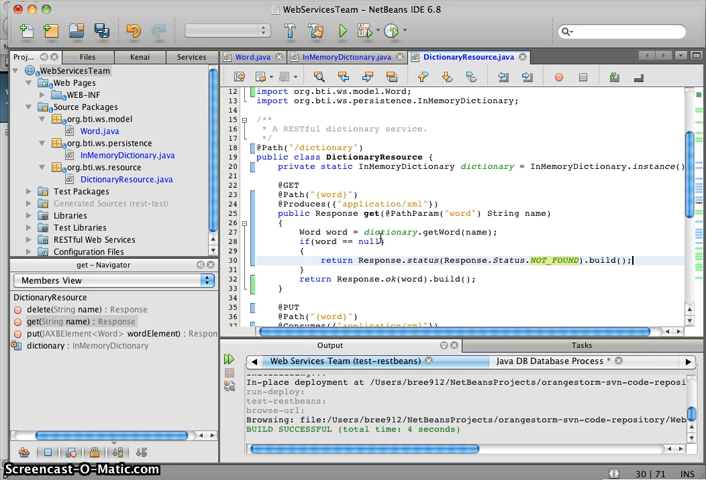 WebServicesTeam - NetBeans IDE 6.8
Proj...
Files
Kenai
Services
Word.java
InMemoryDictionary.java
DictionaryResource.java
WebServicesTeam
Web Pages
WEB-INF
Source Packages
org.bti.ws.model
Word.java
org.bti.ws.persistence
InMemoryDictionary.java
org.bti.ws.resource
DictionaryResource.java
Test Packages
Generated Sources (rest-test)
Libraries
Test Libraries
RESTful Web Services
Configuration Files
get - Navigator
Members View
DictionaryResource
delete(String name) : Response
get(String name) : Response
put(JAXBElement<Word> wordElement) : Resp
dictionary : InMemoryDictionary
12 import org.bti.ws.model.Word;
13 import org.bti.ws.persistence.InMemoryDictionary;
14
15 /**
16 * A RESTful dictionary service.
17 */
18 @Path("/dictionary")
19 public class DictionaryResource {
20 private static InMemoryDictionary dictionary = InMemoryDictionary.instance()
21
22 @GET
23 @Path("{word}")
24 @Produces({"application/xml"})
25 public Response get(@PathParam("word") String name)
26 {
27 Word word = dictionary.getWord(name);
28 if(word == null)
29 {
30 return Response.status(Response.Status.NOT_FOUND).build();
31 }
32 return Response.ok(word).build();
33 }
34
35 @PUT
36 @Path("{word}")
37 @Consumes({"application/xml"})
Output
Tasks
Web Services Team (test-restbeans)
Java DB Database Process *
In-place deployment at /Users/bree912/NetBeansProjects/orangestorm-svn-code-reposi
run-deploy:
test-restbeans:
browse-url:
Browsing: file:/Users/bree912/NetBeansProjects/orangestorm-svn-code-repository/Web
BUILD SUCCESSFUL (total time: 4 seconds)
Screencast-O-Matic.com
30 | 71
INS